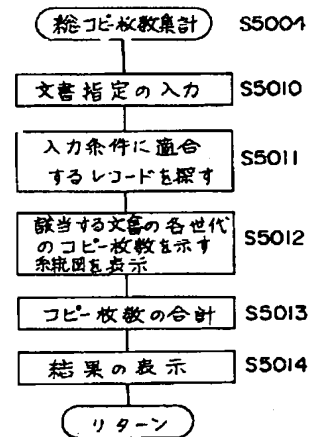 総コピー枚数集計 S5004
文書指定の入力 S5010
入力条件に適合
するレコードを探す S5011
該当する文書の各世代
のコピー枚数を示す S5012
系統図を表示
コピー枚数の合計 S5013
結果の表示 S5014
リターン